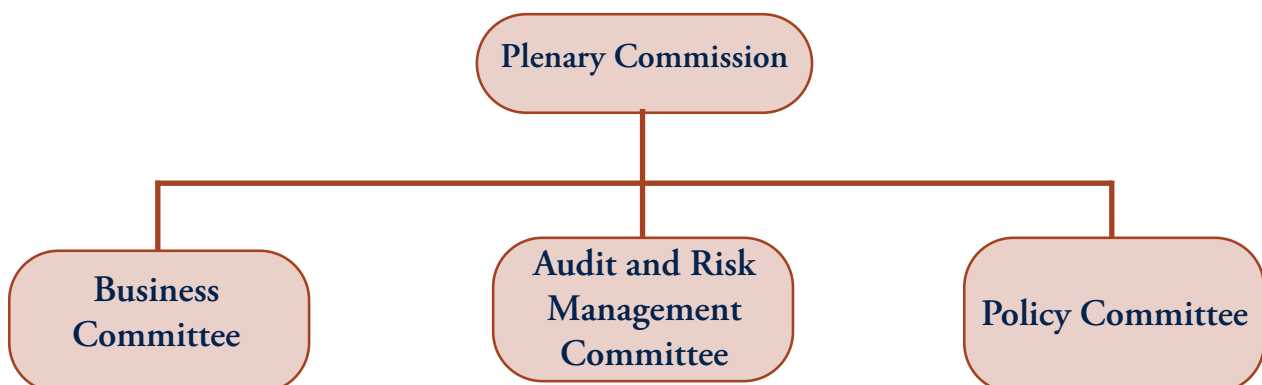 Plenary Commission
Business
Committee
Audit and Risk
Management
Committee
Policy Committee